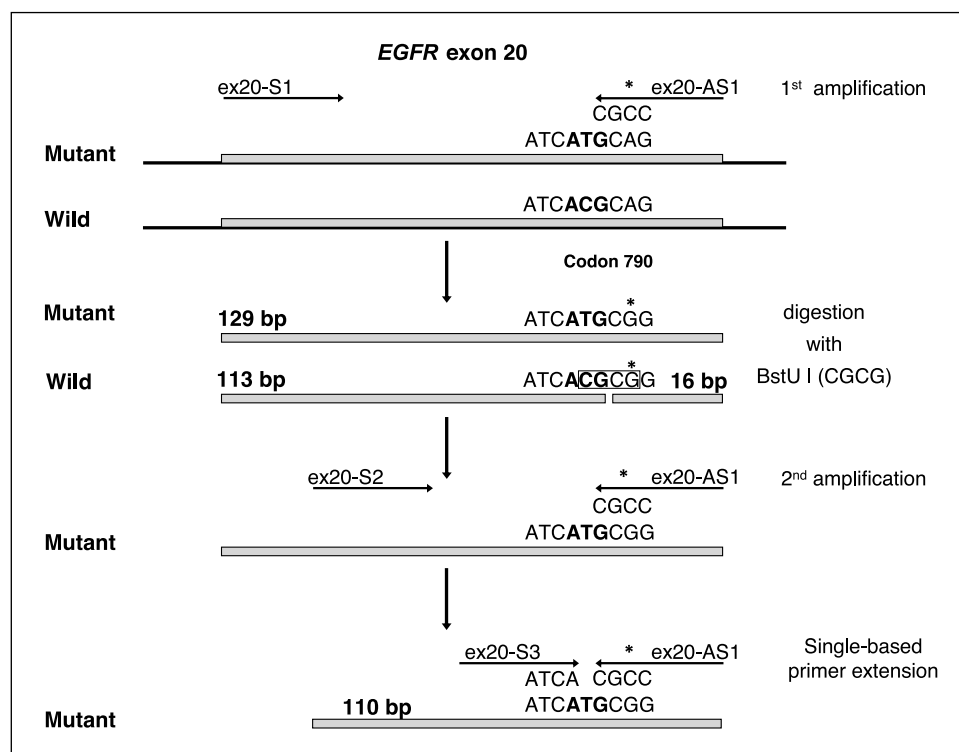 EGFR exon 20
ex20-S1 * ex20-AS1 1st amplification
CGCC
Mutant ATCATGCAG
Wild ATCACGCAG
Codon 790
Mutant 129 bp ATCATGCGG * digestion
with
Wild 113 bp ATCACGCGG * 16 bp BstU I (CGCG)
ex20-S2 * ex20-AS1 2nd amplification
CGCC
Mutant ATCATGCGG
ex20-S3 * ex20-AS1 Single-based
primer extension
ATCA CGCC
ATCATGCGG
Mutant 110 bp